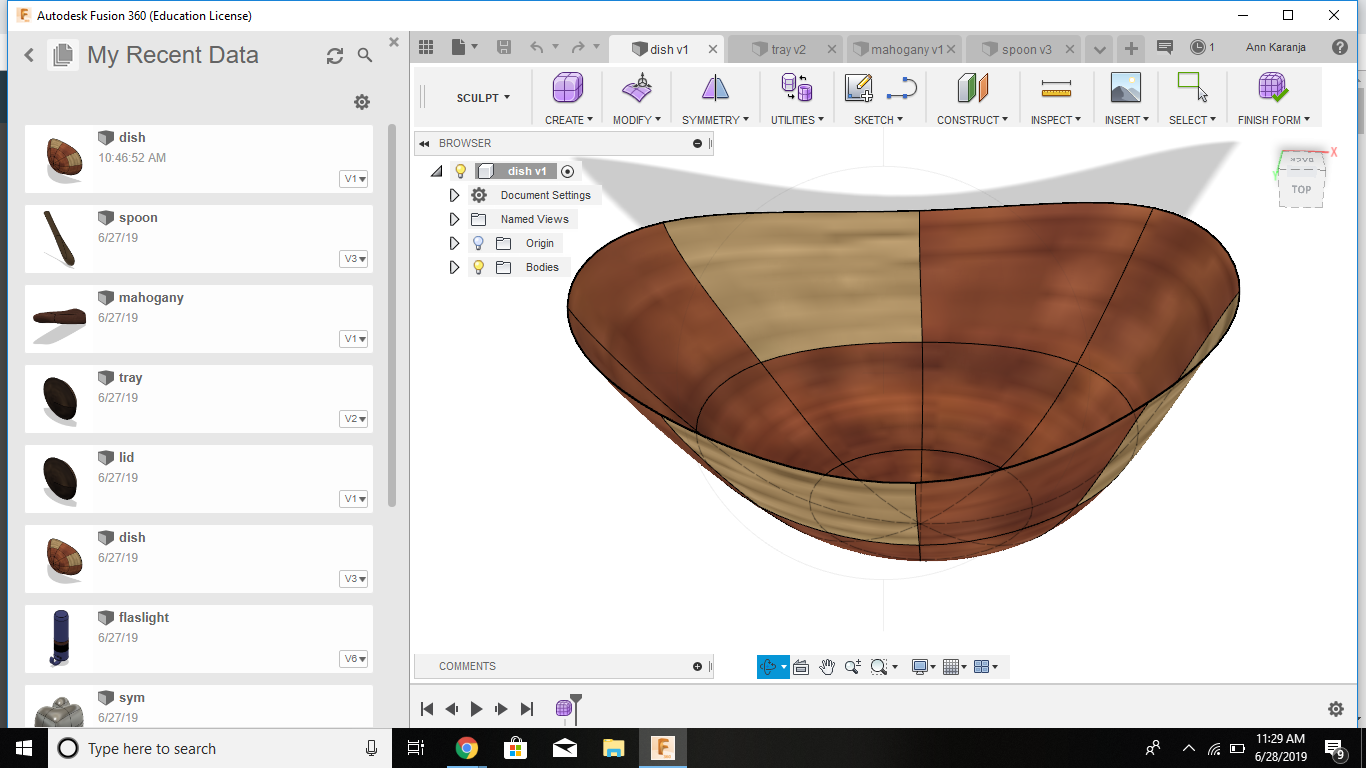 Autodesk Fusion 360 (Education License)
My Recent Data
dish
10:46:52 AM
V1
spoon
6/27/19
V3
mahogany
6/27/19
V1
tray
6/27/19
V2
lid
6/27/19
V1
dish
6/27/19
V3
flaslight
6/27/19
V6
sym
6/27/19
dish v1
tray v2
mahogany v1
spoon v3
1
Ann Karanja
SCULPT
CREATE
MODIFY
SYMMETRY
UTILITIES
SKETCH
CONSTRUCT
INSPECT
INSERT
SELECT
FINISH FORM
BROWSER
dish v1
Document Settings
Named Views
Origin
Bodies
BACK
TOP
X
Y
COMMENTS
Type here to search
11:29 AM
6/28/2019
9